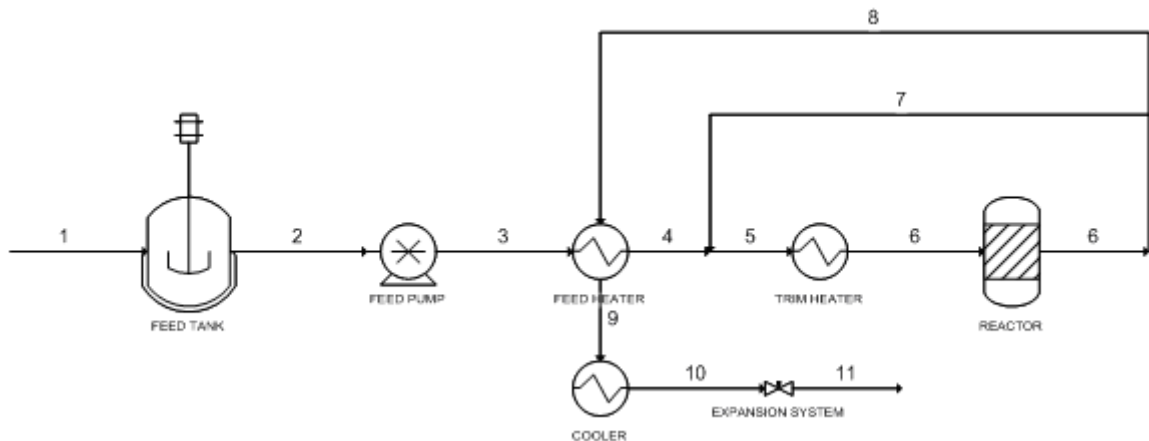 8
7
1
2
3
4
5
6
6
FEED TANK
FEED PUMP
FEED HEATER
TRIM HEATER
REACTOR
9
10
11
EXPANSION SYSTEM
COOLER